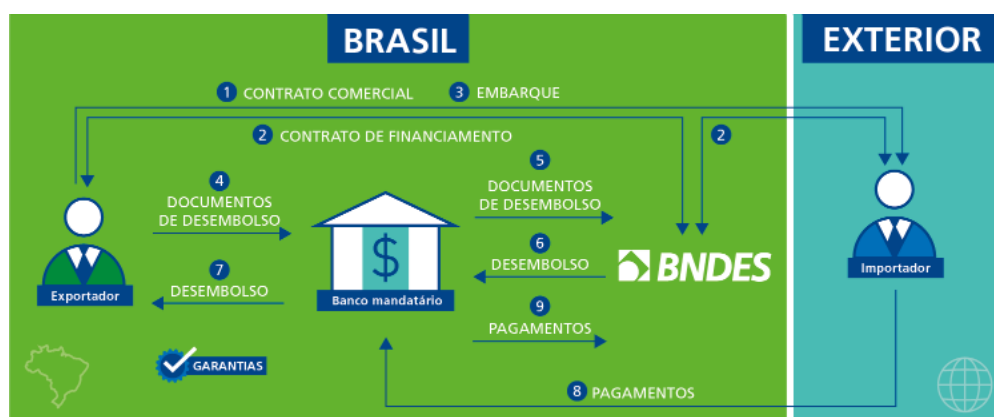 BRASIL
EXTERIOR
1 CONTRATO COMERCIAL
3 EMBARQUE
2 CONTRATO DE FINANCIAMENTO
2
4
DOCUMENTOS
DE DESEMBOLSO
5
DOCUMENTOS
DE DESEMBOLSO
$
6
DESEMBOLSO
BNDES
7
DESEMBOLSO
Exportador
Banco mandatário
Importador
9
PAGAMENTOS
GARANTIAS
8 PAGAMENTOS